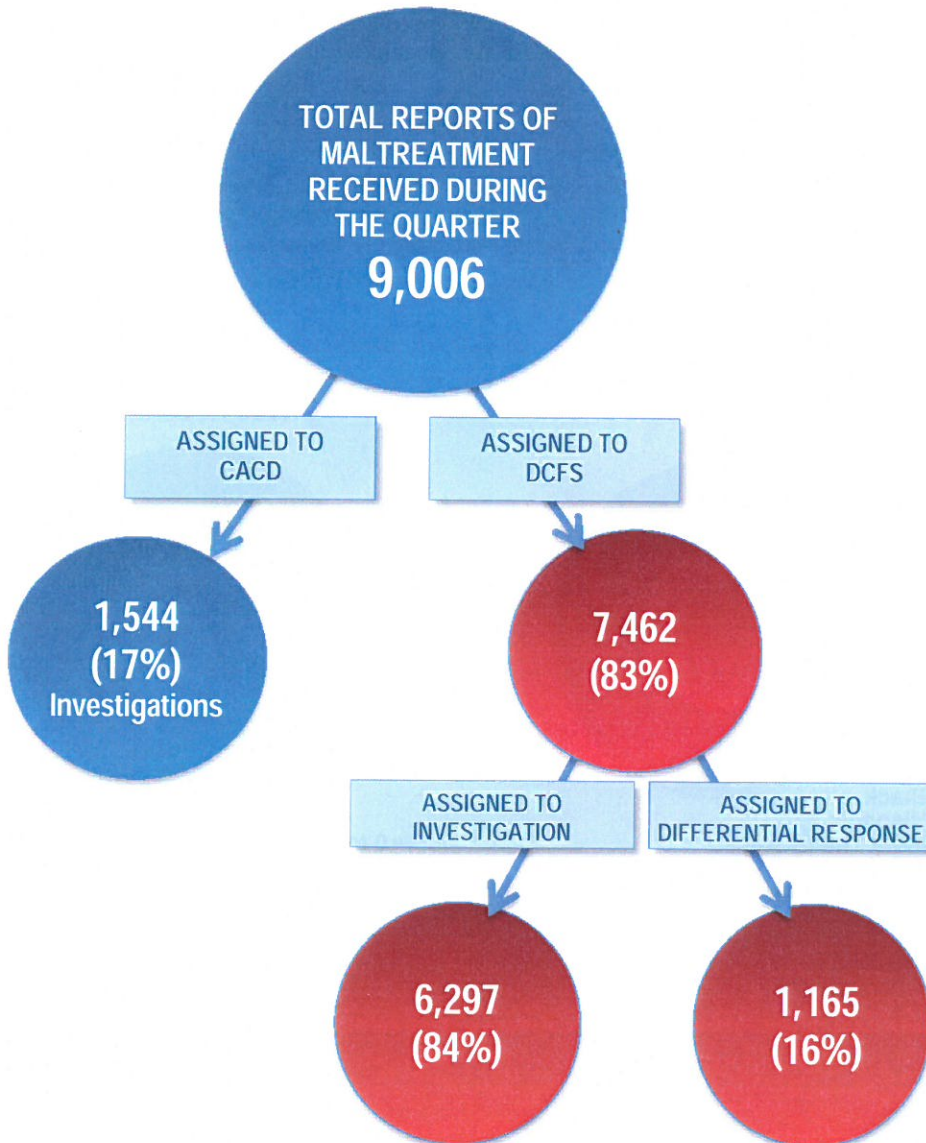 TOTAL REPORTS OF
MALTREATMENT
RECEIVED DURING
THE QUARTER
9,006
ASSIGNED TO
CACD
ASSIGNED TO
DCFS
1,544
(17%)
Investigations
7,462
(83%)
ASSIGNED TO
INVESTIGATION
ASSIGNED TO
DIFFERENTIAL RESPONSE
6,297
(84%)
1,165
(16%)